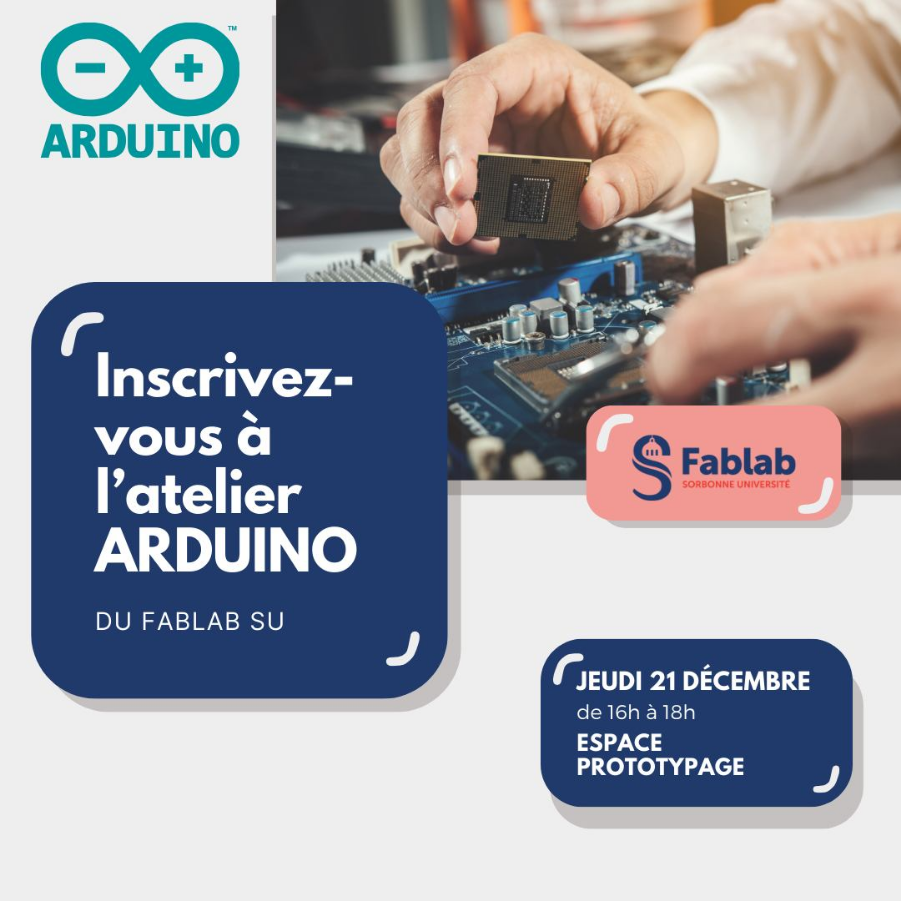 ARDUINO
™
Inscrivez-
vous à
l’atelier
ARDUINO
DU FABLAB SU
Fablab
SORBONNE UNIVERSITÉ
JEUDI 21 DÉCEMBRE
de 16h à 18h
ESPACE
PROTOTYPAGE